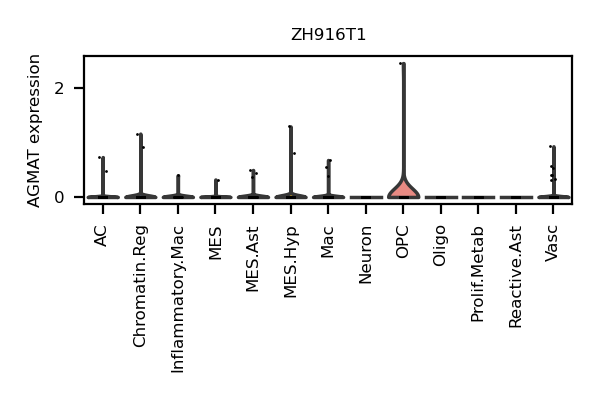 ZH916T1
AGMAT expression
2
0
AC
Chromatin.Reg
Inflammatory.Mac
MES
MES.Ast
MES.Hyp
Mac
Neuron
OPC
Oligo
Prolif.Metab
Reactive.Ast
Vasc